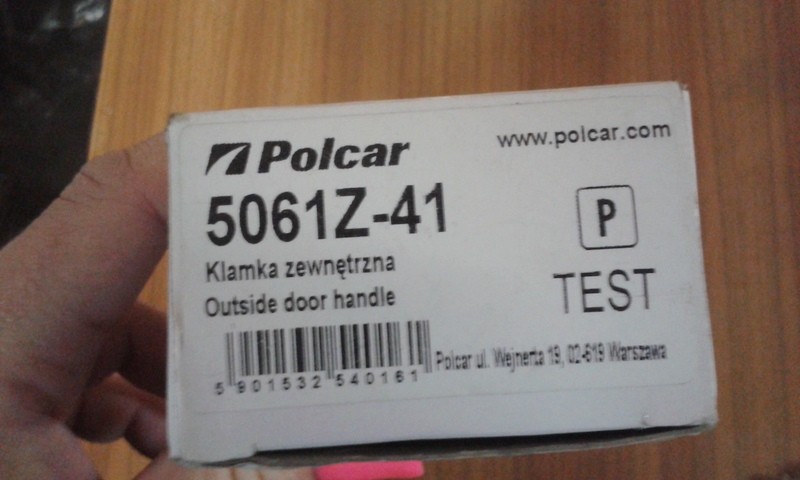 Polcar
www.polcar.com
5061Z-41
P
Klamka zewnętrzna
TEST
Outside door handle
5 901532 540161
Polcar ul. Wejnerta 19, 02-619 Warszawa